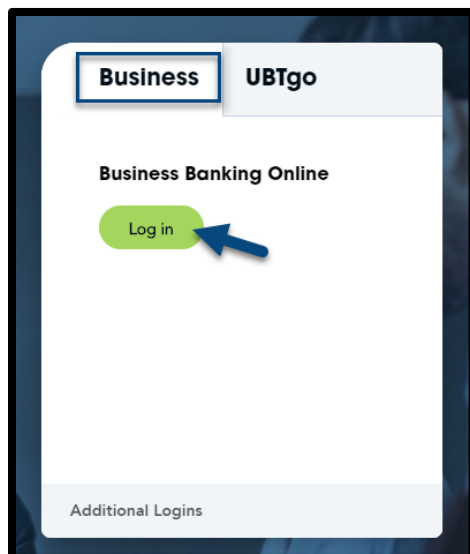 Business UBTgo
Business Banking Online
Log in
Additional Logins